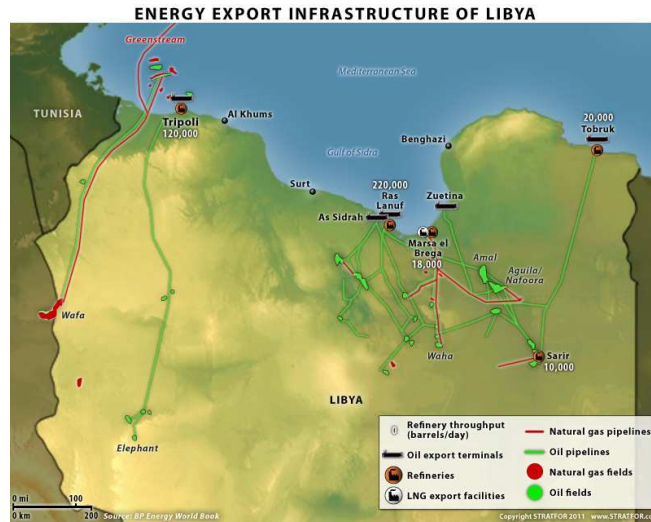 ENERGY EXPORT INFRASTRUCTURE OF LIBYA
Greenstream
Mediterranean Sea
TUNISIA
Tripoli
120,000
Al Khums
20,000
Tobruk
Benghazi
Gulf of Sidra
Surt
220,000
Ras
Lanuf
Zuetina
As Sidrah
Marsa el
Brega
18,000
Amal
Aguila/
Nafoora
Wafa
Waha
Sarir
10,000
LIBYA
Elephant
0
Refinery throughput
(barrels/day)
Oil export terminals
Refineries
LNG export facilities
Natural gas pipelines
Oil pipelines
Natural gas fields
Oil fields
0 mi 100
0 km 200
Source: BP Energy World Book
Copyright STRATFOR 2011 www.STRATFOR.co